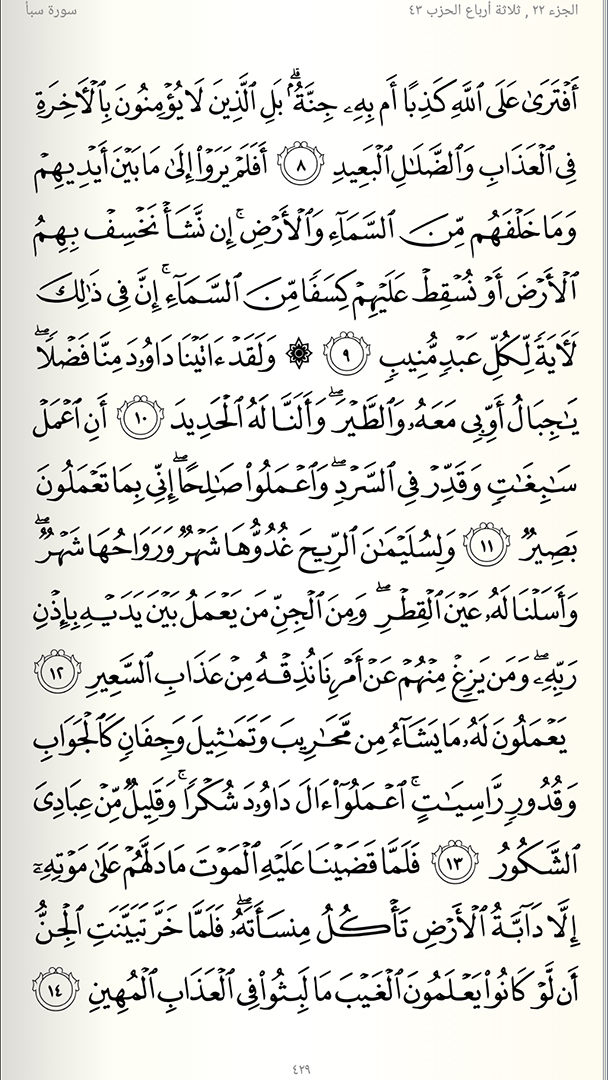 الجزء ٢٢ , ثلاثة أرباع الحزب ٤٣
سورة سبأ
أَفْتَرَىٰ عَلَى ٱللَّهِ كَذِبًا أَم بِهِۦ جِنَّةٌۢ ۗ بَلِ ٱلَّذِينَ لَا يُؤْمِنُونَ بِٱلْـَٔاخِرَةِ
فِى ٱلْعَذَابِ وَٱلضَّلَـٰلِ ٱلْبَعِيدِ ٨ أَفَلَمْ يَرَوْا۟ إِلَىٰ مَا بَيْنَ أَيْدِيهِمْ
وَمَا خَلْفَهُم مِّنَ ٱلسَّمَآءِ وَٱلْأَرْضِ ۚ إِن نَّشَأْ نَخْسِفْ بِهِمُ
ٱلْأَرْضَ أَوْ نُسْقِطْ عَلَيْهِمْ كِسَفًا مِّنَ ٱلسَّمَآءِ ۚ إِنَّ فِى ذَٰلِكَ
لَـَٔايَةً لِّكُلِّ عَبْدٍ مُّنِيبٍ ٩ ۞ وَلَقَدْ ءَاتَيْنَا دَاوُۥدَ مِنَّا فَضْلًا ۖ
يَـٰجِبَالُ أَوِّبِى مَعَهُۥ وَٱلطَّيْرَ ۖ وَأَلَنَّا لَهُ ٱلْحَدِيدَ ١٠ أَنِ ٱعْمَلْ
سَـٰبِغَـٰتٍ وَقَدِّرْ فِى ٱلسَّرْدِ ۖ وَٱعْمَلُوا۟ صَـٰلِحًا ۖ إِنِّى بِمَا تَعْمَلُونَ
بَصِيرٌ ١١ وَلِسُلَيْمَـٰنَ ٱلرِّيحَ غُدُوُّهَا شَهْرٌ وَرَوَاحُهَا شَهْرٌ ۖ
وَأَسَلْنَا لَهُۥ عَيْنَ ٱلْقِطْرِ ۖ وَمِنَ ٱلْجِنِّ مَن يَعْمَلُ بَيْنَ يَدَيْهِ بِإِذْنِ
رَبِّهِۦ ۖ وَمَن يَزِغْ مِنْهُمْ عَنْ أَمْرِنَا نُذِقْهُ مِنْ عَذَابِ ٱلسَّعِيرِ ١٢
يَعْمَلُونَ لَهُۥ مَا يَشَآءُ مِن مَّحَـٰرِيبَ وَتَمَـٰثِيلَ وَجِفَانٍ كَٱلْجَوَابِ
وَقُدُورٍ رَّاسِيَـٰتٍ ۚ ٱعْمَلُوٓا۟ ءَالَ دَاوُۥدَ شُكْرًا ۚ وَقَلِيلٌ مِّنْ عِبَادِىَ
ٱلشَّكُورُ ١٣ فَلَمَّا قَضَيْنَا عَلَيْهِ ٱلْمَوْتَ مَا دَلَّهُمْ عَلَىٰ مَوْتِهِۦٓ
إِلَّا دَآبَّةُ ٱلْأَرْضِ تَأْكُلُ مِنسَأَتَهُۥ ۖ فَلَمَّا خَرَّ تَبَيَّنَتِ ٱلْجِنُّ
أَن لَّوْ كَانُوا۟ يَعْلَمُونَ ٱلْغَيْبَ مَا لَبِثُوا۟ فِى ٱلْعَذَابِ ٱلْمُهِينِ ١٤
٤٢٩